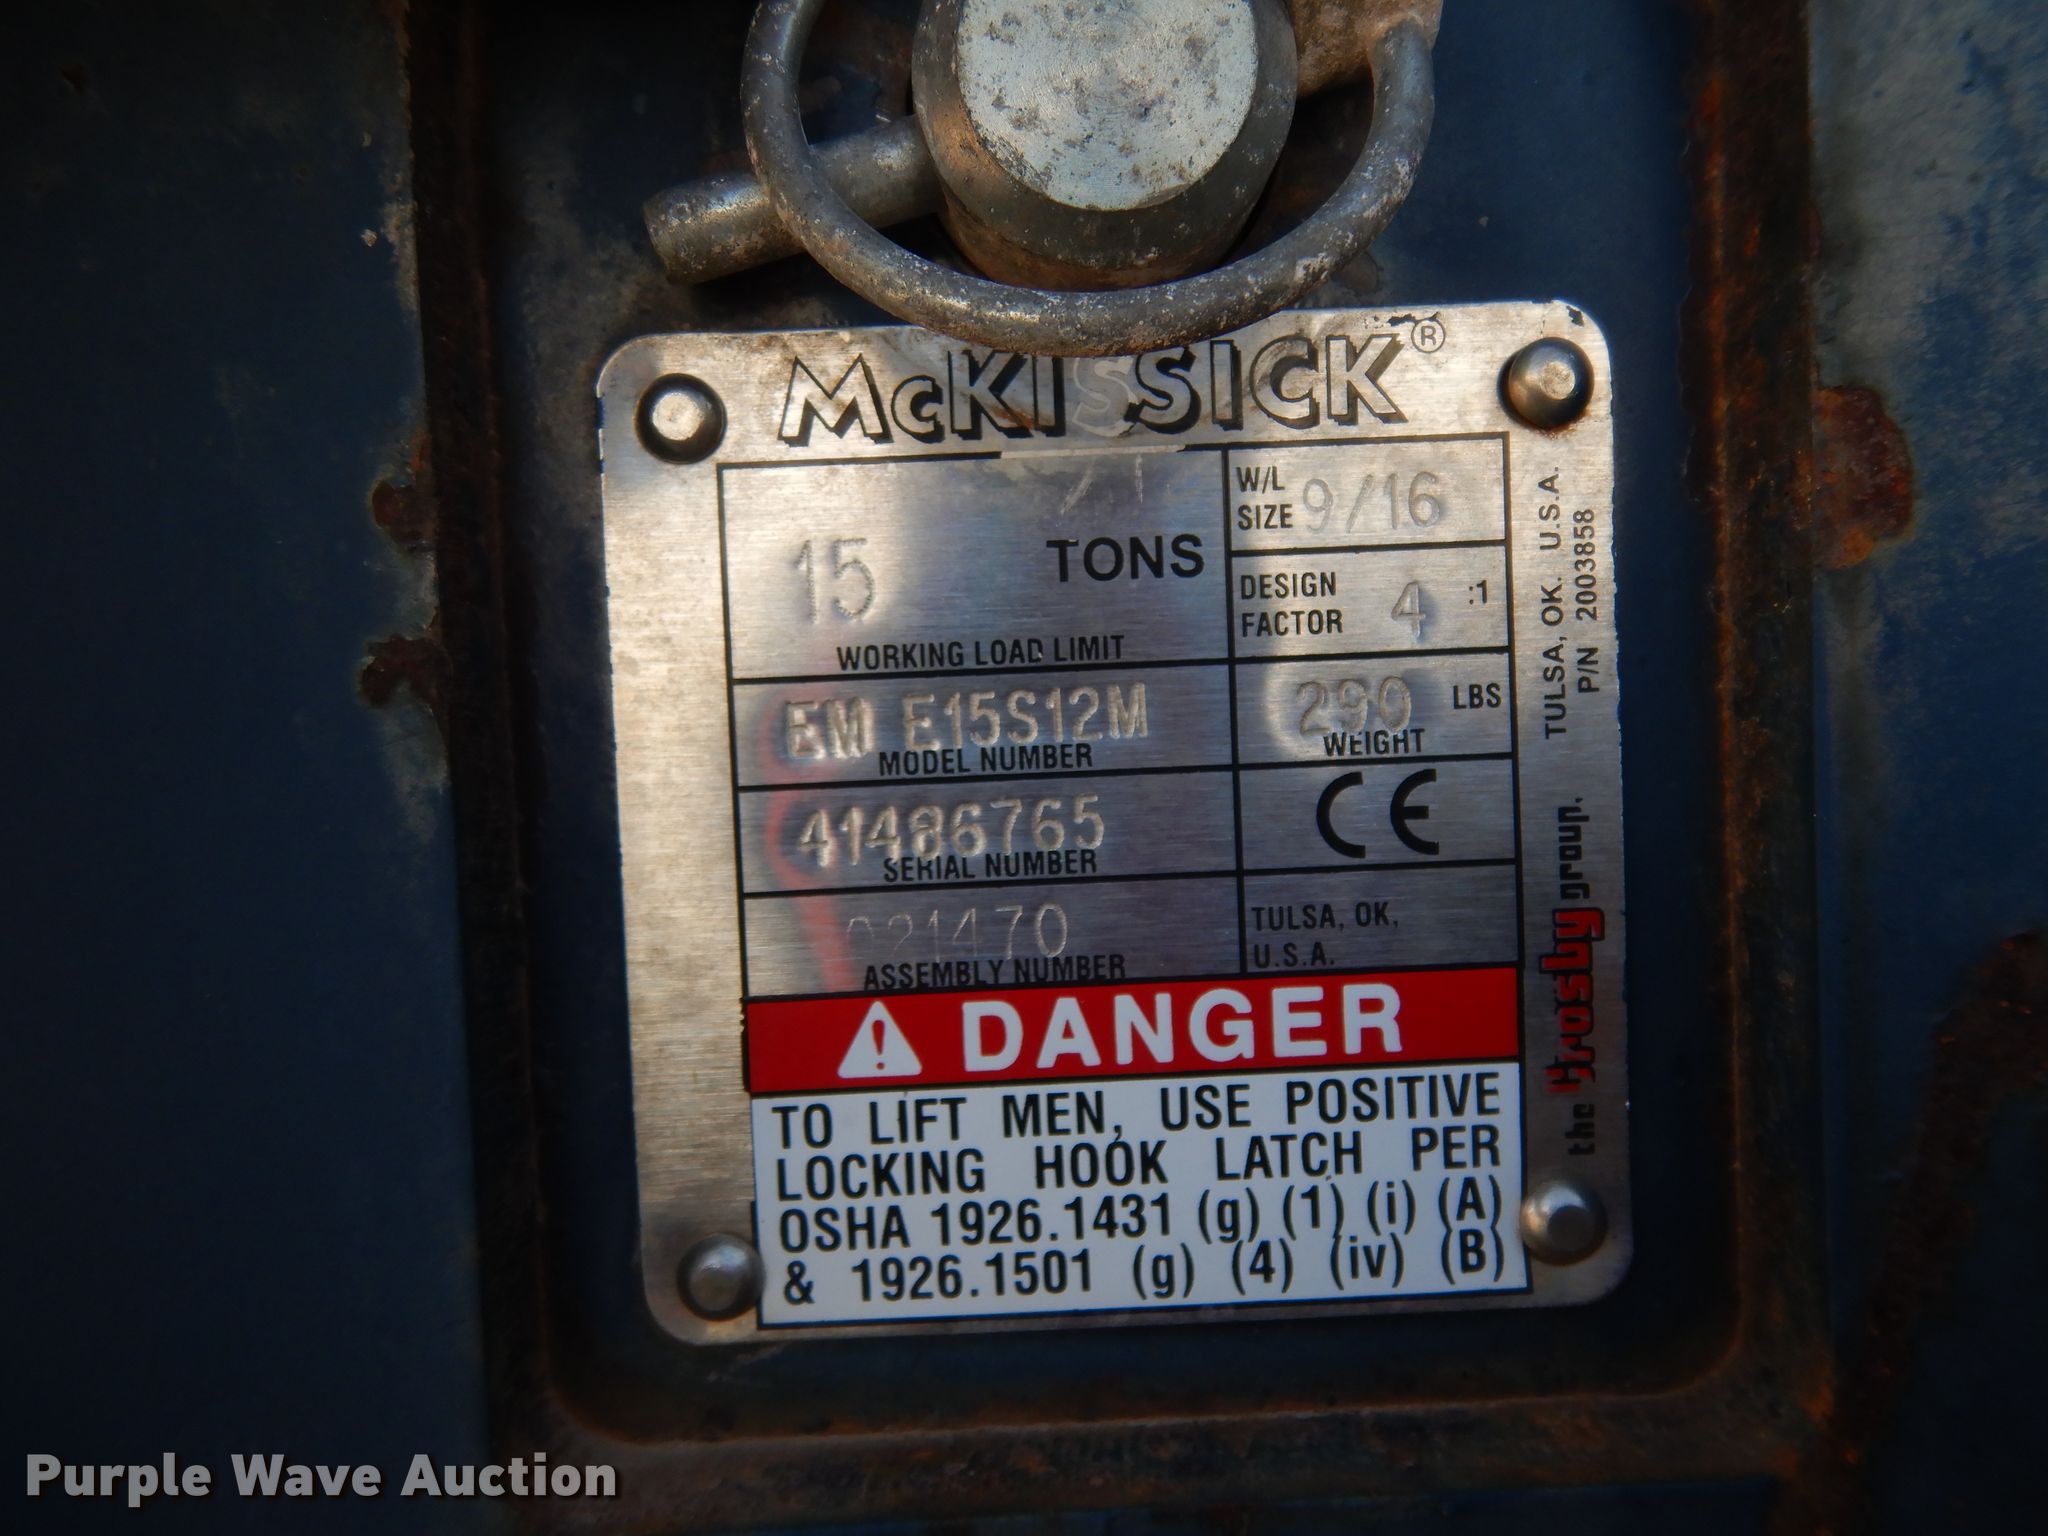 McKISSICK®
15 TONS
WORKING LOAD LIMIT
W/L
SIZE 9/16
DESIGN
FACTOR 4 :1
EM E15S12M
MODEL NUMBER
290 LBS
WEIGHT
41486765
SERIAL NUMBER
CE
021470
ASSEMBLY NUMBER
TULSA, OK,
U.S.A.
DANGER
TO LIFT MEN, USE POSITIVE
LOCKING HOOK LATCH PER
OSHA 1926.1431 (g) (1) (i) (A)
& 1926.1501 (g) (4) (iv) (B)
the Crosby group.
TULSA, OK. U.S.A.
P/N 2003858
Purple Wave Auction